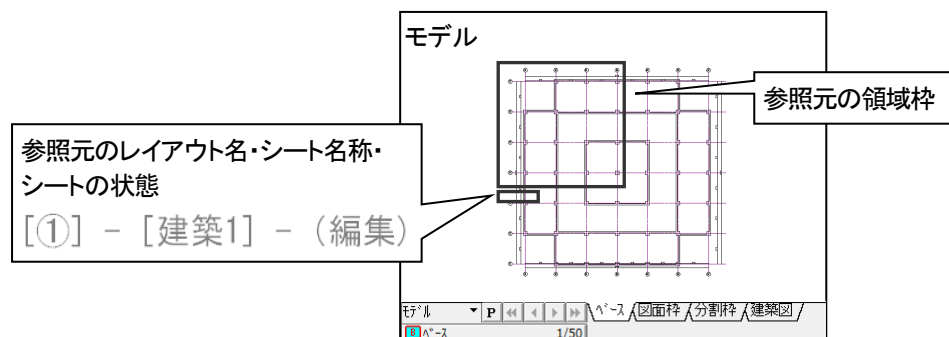 モデル
参照元の領域枠
参照元のレイアウト名・シート名称・
シートの状態
[①] － [建築1] － (編集)
ﾓﾃﾞﾙ P ﾍﾞｰｽ 図面枠 分割枠 建築図
B ﾍﾞｰｽ 1/50